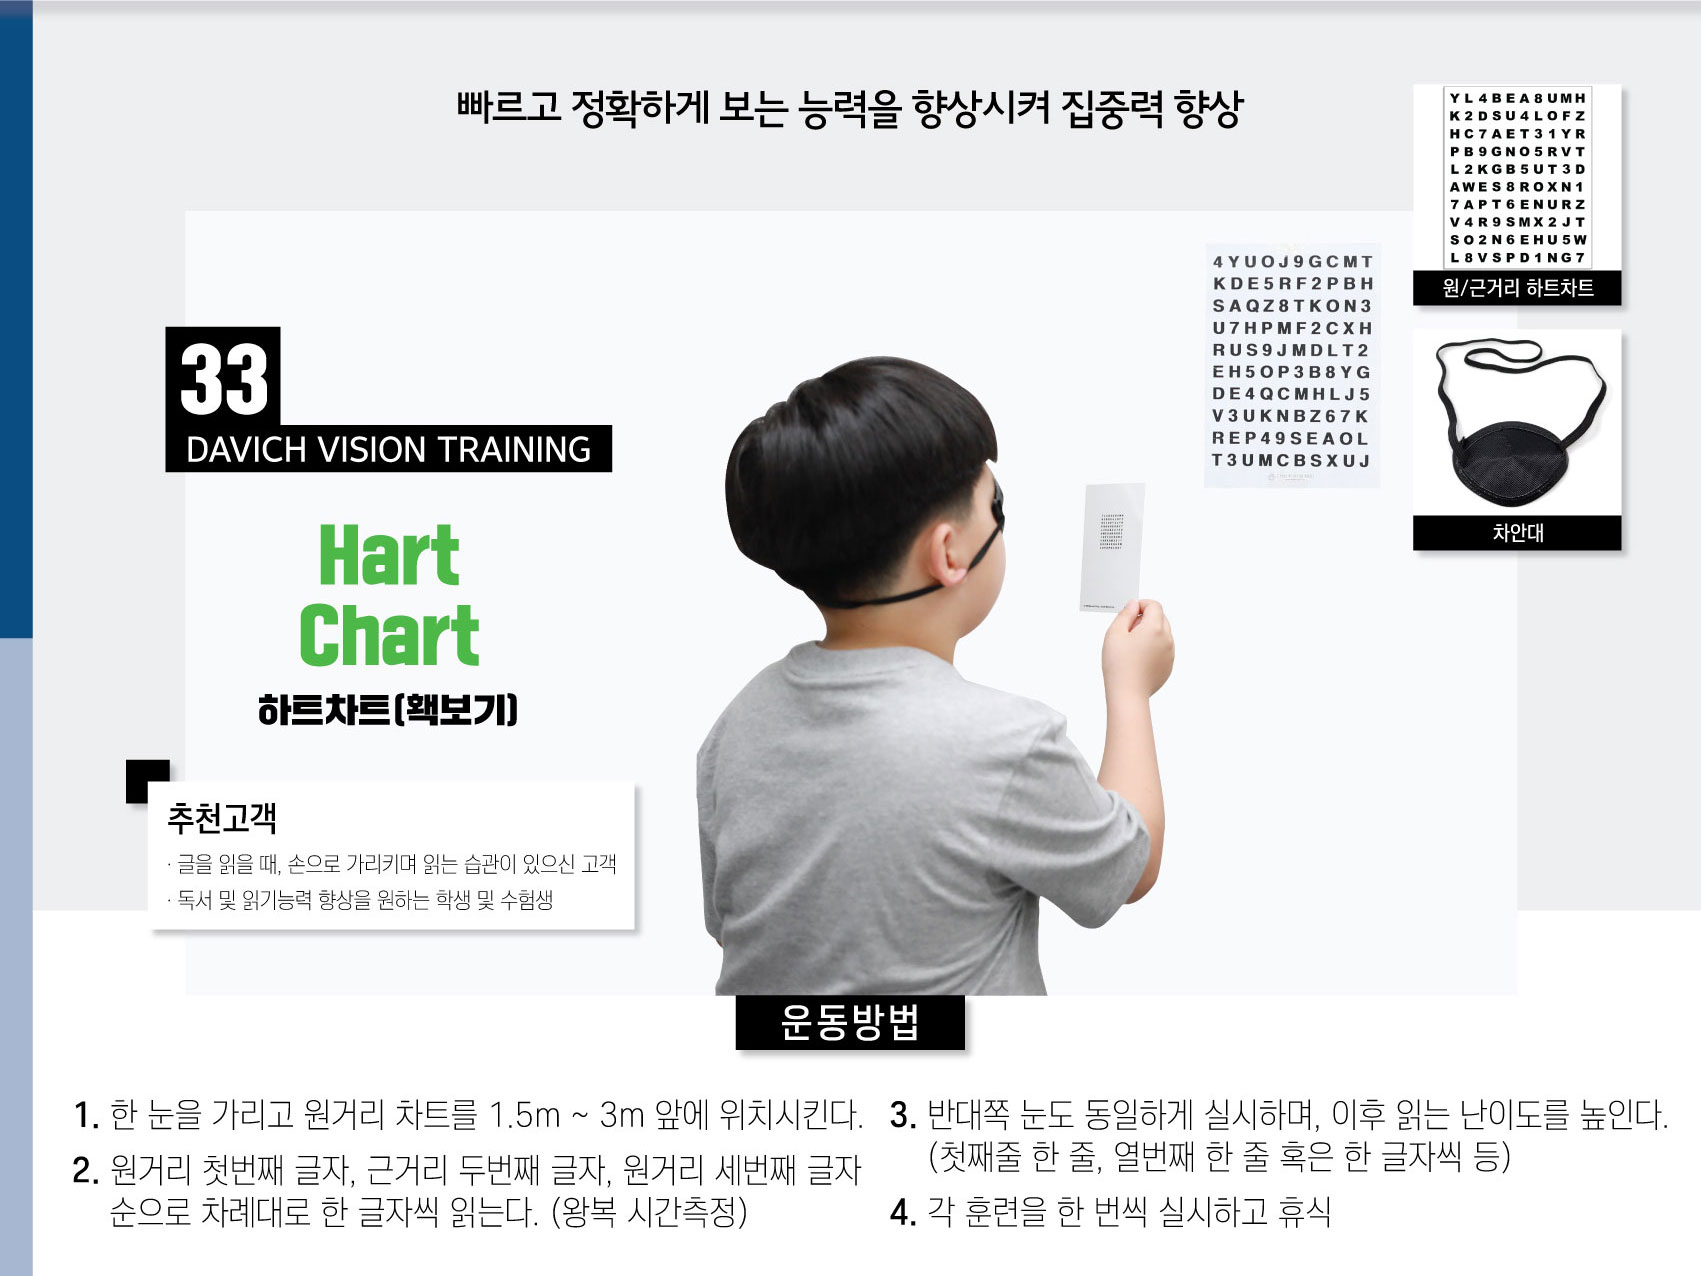 빠르고 정확하게 보는 능력을 향상시켜 집중력 향상
YL4BEA8UMH
K2DSU4LOFZ
HC7AET31YR
PB9GNO5RVT
L2KGB5UT3D
AWES8ROXN1
7APT6ENURZ
V4R9SMX2JT
SO2N6EHU5W
L8VSPD1NG7
원/근거리 하트차트
4YUOJ9GCMT
KDE5RF2PBH
SAQZ8TKON3
U7HPMF2CXH
RUS9JMDLT2
EH5OP3B8YG
DE4QCMHLJ5
V3UKNBZ67K
REP49SEAOL
T3UMCBSXUJ
차안대
33
DAVICH VISION TRAINING
Hart
Chart
하트차트(홱보기)
추천고객
· 글을 읽을 때, 손으로 가리키며 읽는 습관이 있으신 고객
· 독서 및 읽기능력 향상을 원하는 학생 및 수험생
운동방법
1. 한 눈을 가리고 원거리 차트를 1.5m ~ 3m 앞에 위치시킨다.
2. 원거리 첫번째 글자, 근거리 두번째 글자, 원거리 세번째 글자
순으로 차례대로 한 글자씩 읽는다. (왕복 시간측정)
3. 반대쪽 눈도 동일하게 실시하며, 이후 읽는 난이도를 높인다.
(첫째줄 한 줄, 열번째 한 줄 혹은 한 글자씩 등)
4. 각 훈련을 한 번씩 실시하고 휴식